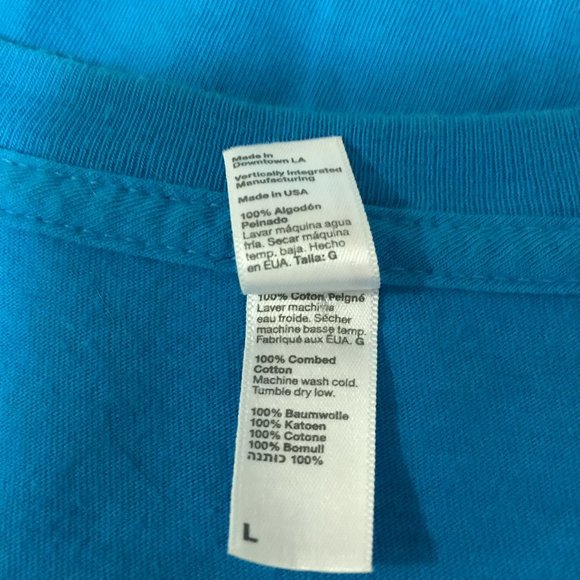 Made in
Downtown LA
Vertically Integrated
Manufacturing
Made in USA
100% Algodón
Peinado
Lavar máquina agua
fría. Secar máquina
temp. baja. Hecho
en EUA. Talla: G
100% Coton Peigné
Laver machine
eau froide. Sécher
machine basse temp.
Fabriqué aux ÉUA. G
100% Combed
Cotton
Machine wash cold.
Tumble dry low.
100% Baumwolle
100% Katoen
100% Cotone
100% Bomull
100% כותנה
L